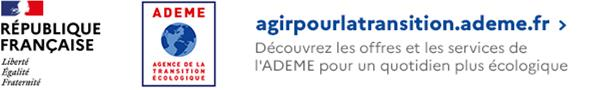 RÉPUBLIQUE
FRANÇAISE
Liberté
Égalité
Fraternité
ADEME
AGENCE DE LA
TRANSITION
ÉCOLOGIQUE
agirpourlatransition.ademe.fr >
Découvrez les offres et les services de
l'ADEME pour un quotidien plus écologique